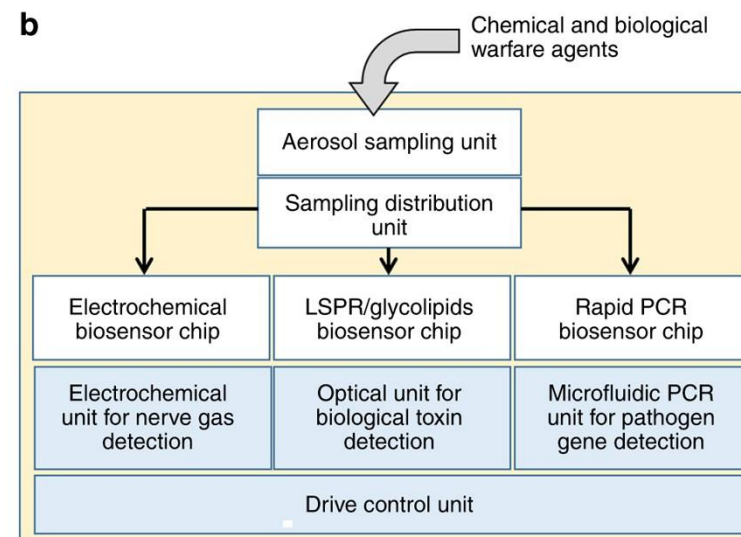 b
Chemical and biological
warfare agents
Aerosol sampling unit
Sampling distribution
unit
Electrochemical
biosensor chip
LSPR/glycolipids
biosensor chip
Rapid PCR
biosensor chip
Electrochemical
unit for nerve gas
detection
Optical unit for
biological toxin
detection
Microfluidic PCR
unit for pathogen
gene detection
Drive control unit